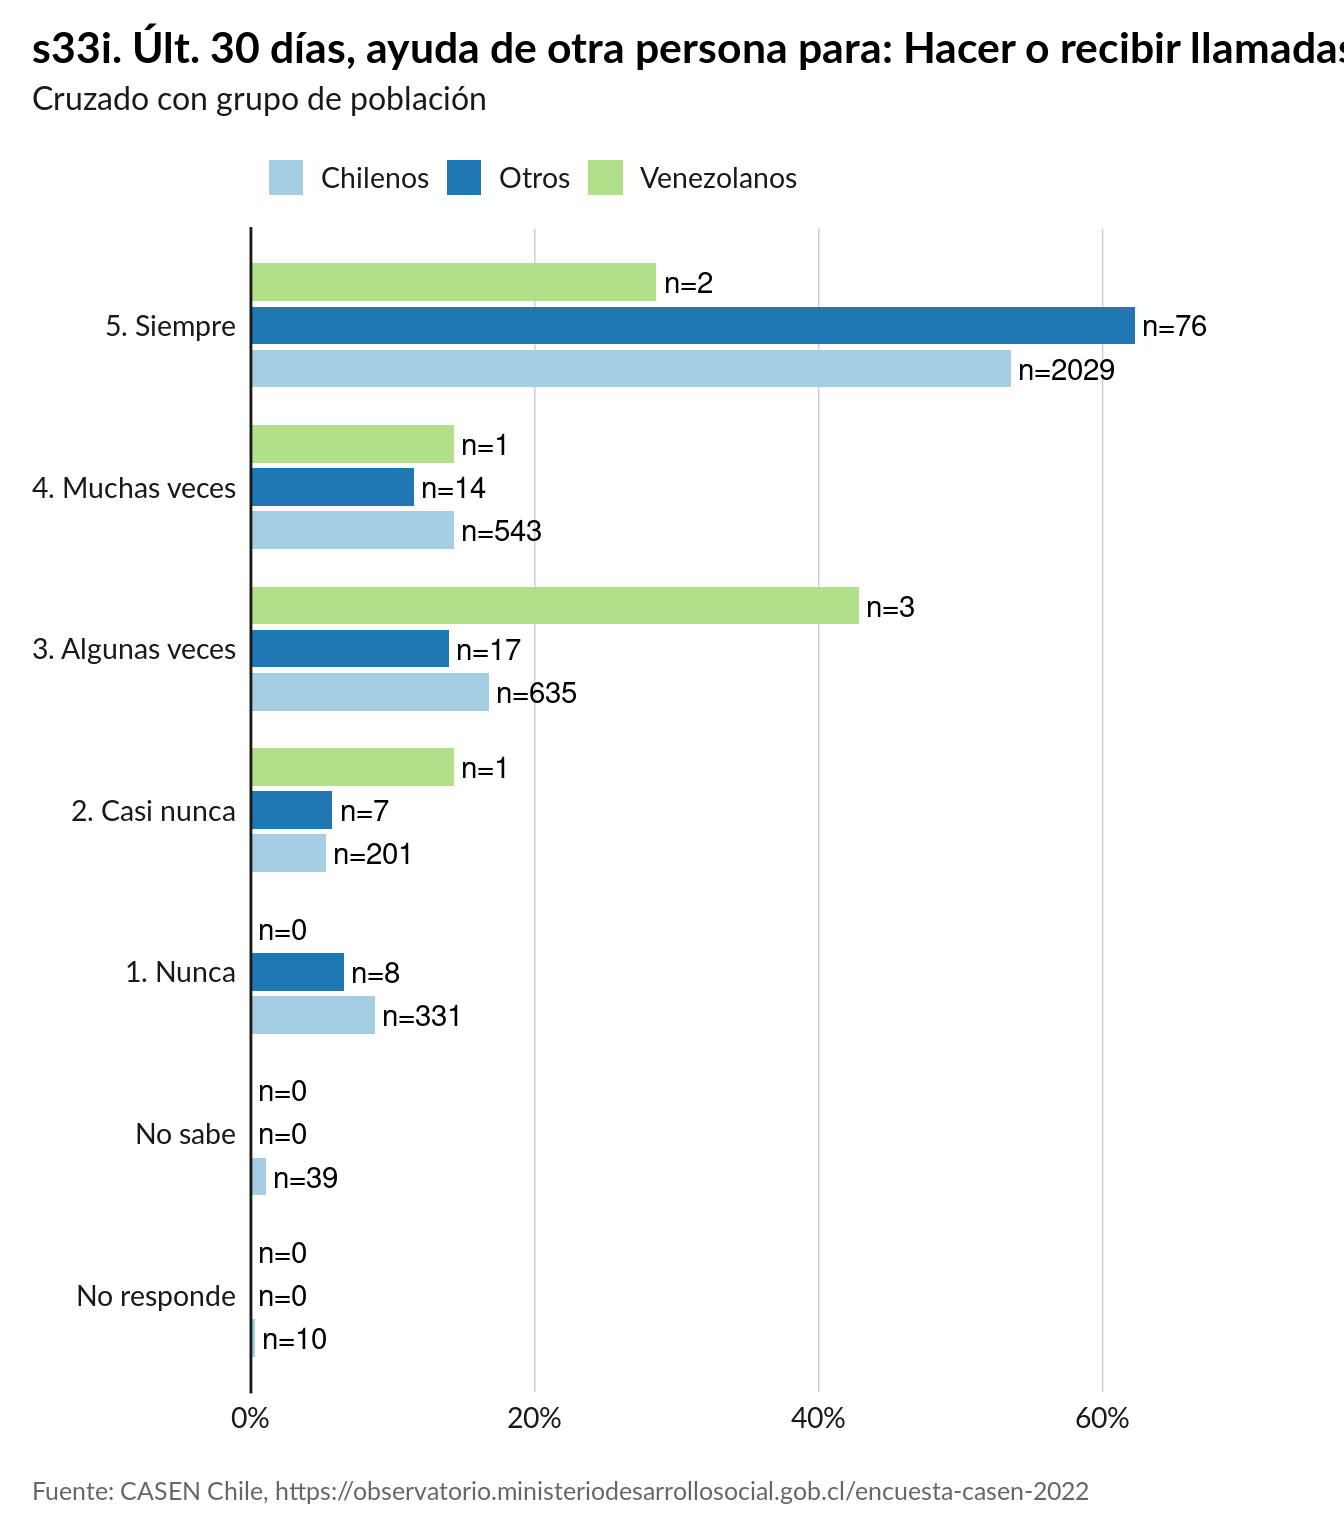 s33i. Últ. 30 días, ayuda de otra persona para: Hacer o recibir llamadas
Cruzado con grupo de población
Chilenos Otros Venezolanos
n=2
5. Siempre n=76
n=2029
n=1
4. Muchas veces n=14
n=543
n=3
3. Algunas veces n=17
n=635
n=1
2. Casi nunca n=7
n=201
n=0
1. Nunca n=8
n=331
n=0
No sabe n=0
n=39
n=0
No responde n=0
n=10
0% 20% 40% 60%
Fuente: CASEN Chile, https://observatorio.ministeriodesarrollosocial.gob.cl/encuesta-casen-2022